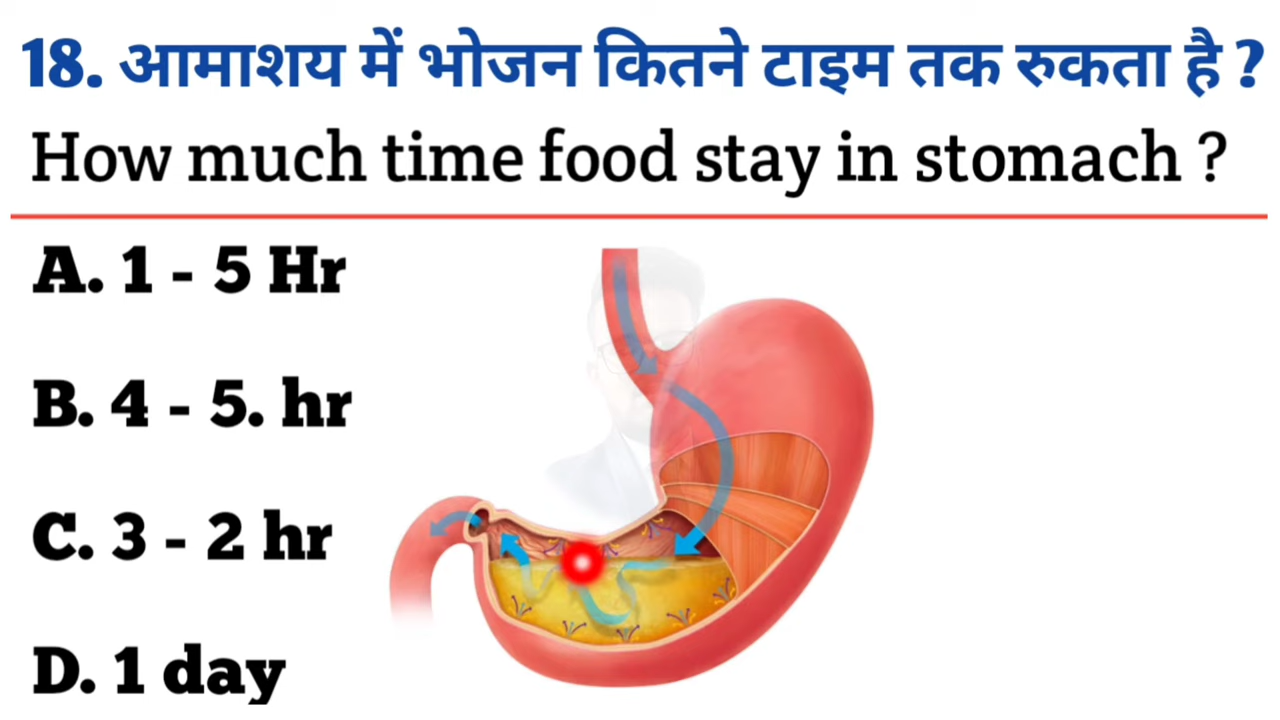 18. आमाशय में भोजन कितने टाइम तक रुकता है ?
How much time food stay in stomach ?
A. 1 - 5 Hr
B. 4 - 5. hr
C. 3 - 2 hr
D. 1 day